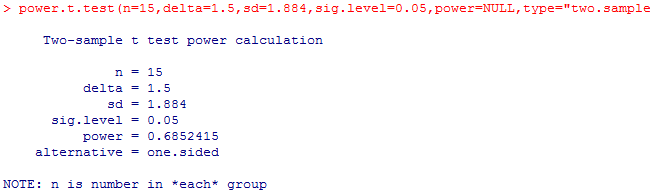 > power.t.test(n=15,delta=1.5,sd=1.884,sig.level=0.05,power=NULL,type="two.sample
Two-sample t test power calculation
n = 15
delta = 1.5
sd = 1.884
sig.level = 0.05
power = 0.6852415
alternative = one.sided
NOTE: n is number in *each* group